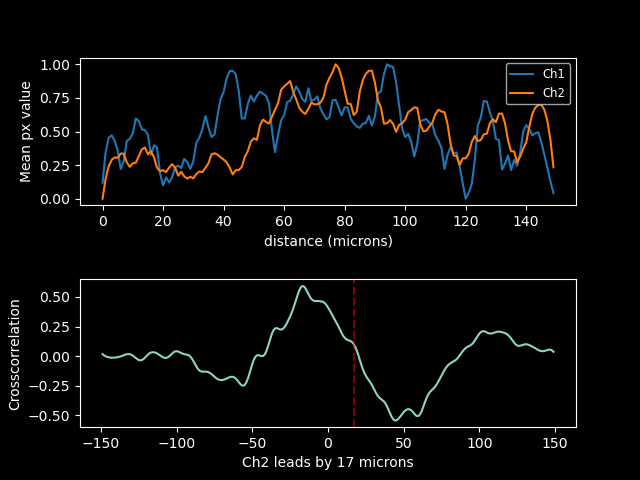 1.00
0.75
0.50
0.25
0.00
Mean px value
Ch1
Ch2
0 20 40 60 80 100 120 140
distance (microns)
0.50
0.25
0.00
−0.25
−0.50
Crosscorrelation
−150 −100 −50 0 50 100 150
Ch2 leads by 17 microns